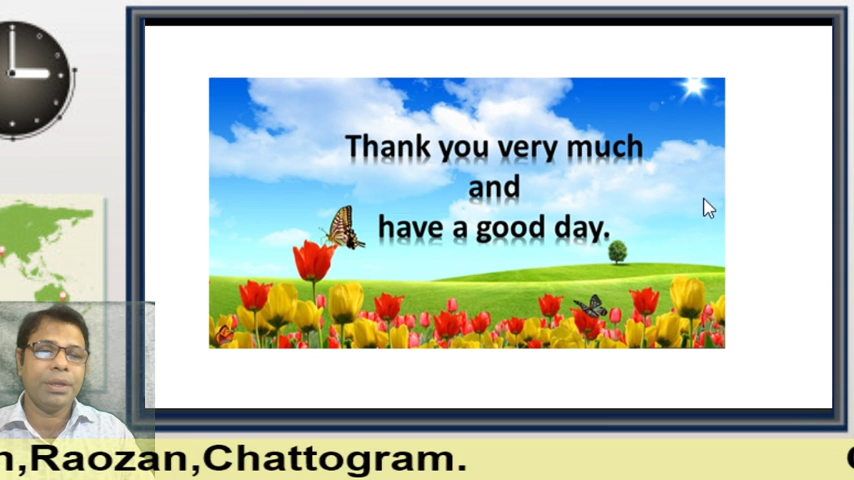 Thank you very much
and
have a good day.
n,Raozan,Chattogram.